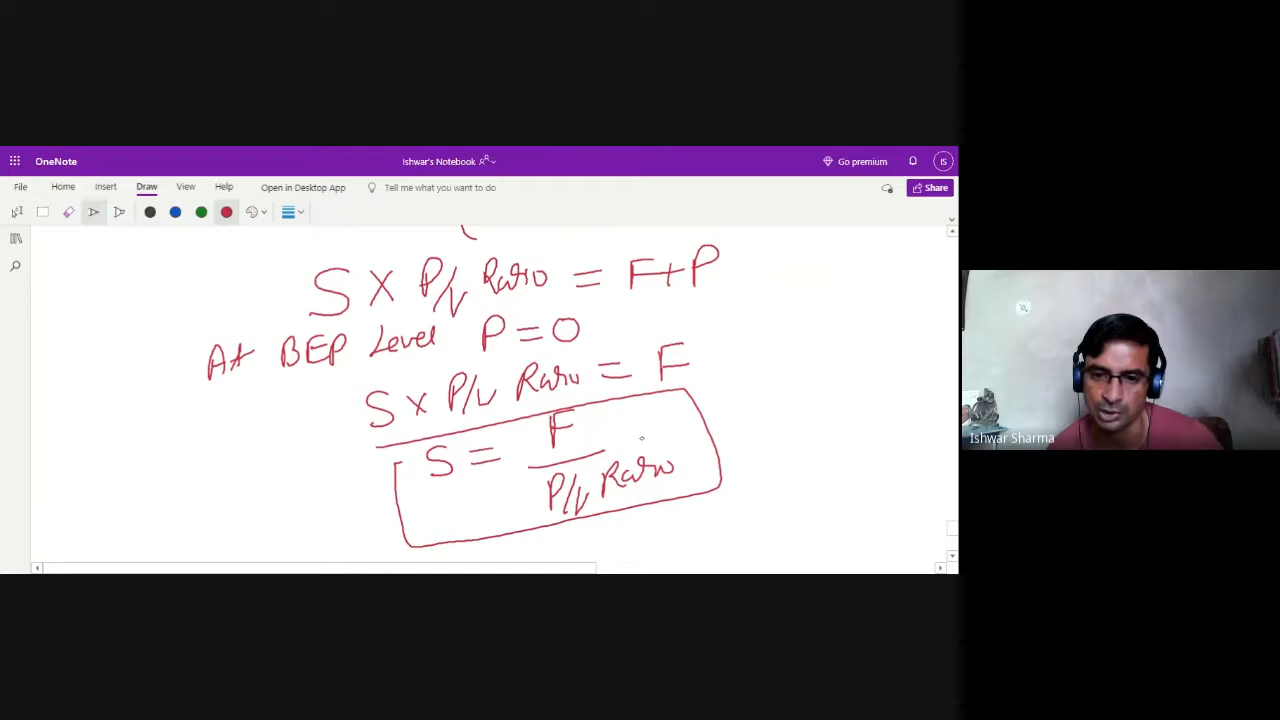 OneNote
Ishwar's Notebook
Go premium
IS
File Home Insert Draw View Help Open in Desktop App Tell me what you want to do
Share
S X P/V Ratio = F+P
At BEP Level P = 0
S x P/V Ratio = F
S = F
P/V Ratio
Ishwar Sharma